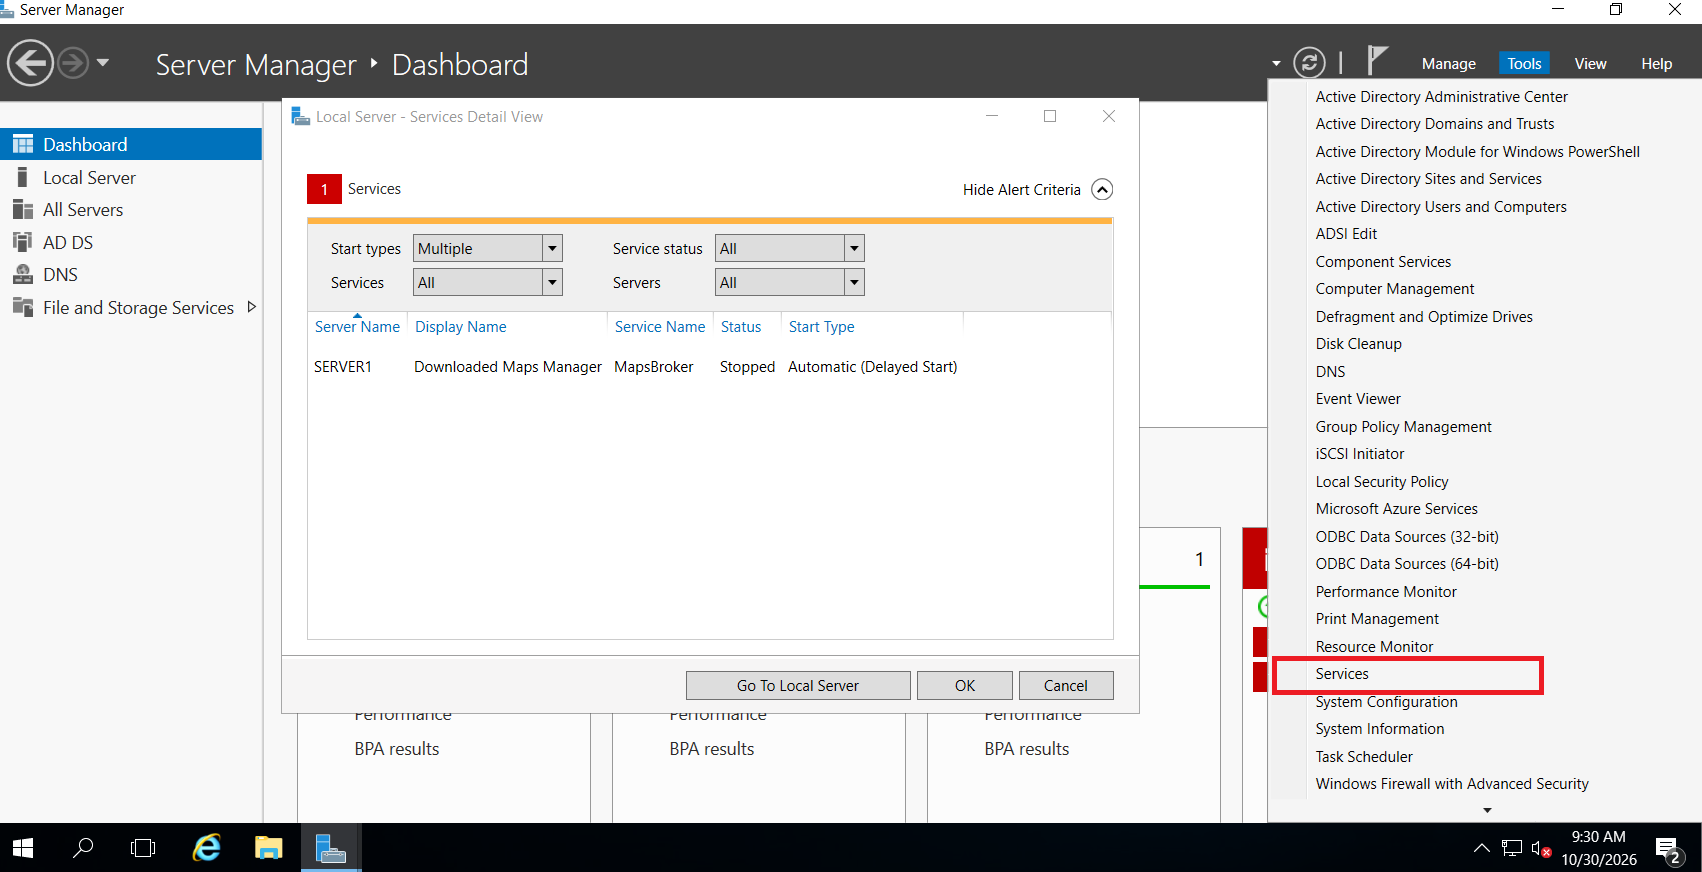 Server Manager
Server Manager Dashboard
Manage Tools View Help
Dashboard
Local Server
All Servers
AD DS
DNS
File and Storage Services
Local Server - Services Detail View
1 Services
Hide Alert Criteria
Start types Multiple Service status All
Services All Servers All
Server Name Display Name Service Name Status Start Type
SERVER1 Downloaded Maps Manager MapsBroker Stopped Automatic (Delayed Start)
Go To Local Server OK Cancel
1
Performance Performance Performance
BPA results BPA results BPA results
Active Directory Administrative Center
Active Directory Domains and Trusts
Active Directory Module for Windows PowerShell
Active Directory Sites and Services
Active Directory Users and Computers
ADSI Edit
Component Services
Computer Management
Defragment and Optimize Drives
Disk Cleanup
DNS
Event Viewer
Group Policy Management
iSCSI Initiator
Local Security Policy
Microsoft Azure Services
ODBC Data Sources (32-bit)
ODBC Data Sources (64-bit)
Performance Monitor
Print Management
Resource Monitor
Services
System Configuration
System Information
Task Scheduler
Windows Firewall with Advanced Security
9:30 AM
10/30/2026
2